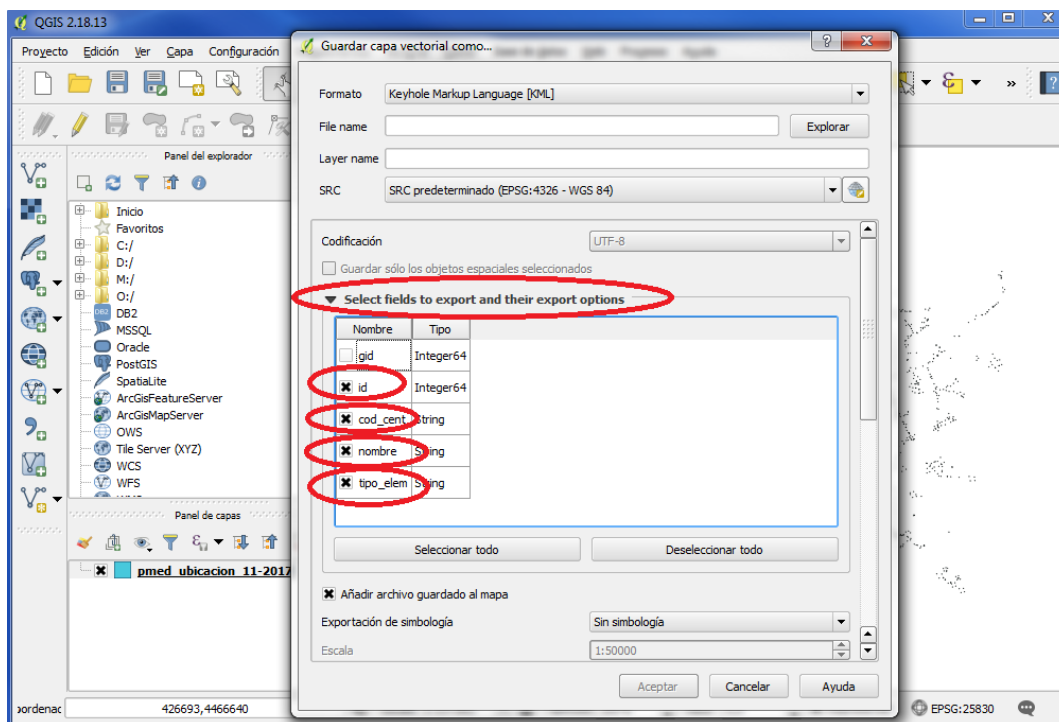 QGIS 2.18.13
Proyecto Edición Ver Capa Configuración
Guardar capa vectorial como...
Formato Keyhole Markup Language [KML]
File name Explorar
Layer name
SRC SRC predeterminado (EPSG:4326 - WGS 84)
Panel del explorador
Inicio
Favoritos
C:/
D:/
M:/
O:/
DB2
MSSQL
Oracle
PostGIS
SpatiaLite
ArcGisFeatureServer
ArcGisMapServer
OWS
Tile Server (XYZ)
WCS
WFS
Codificación UTF-8
Guardar sólo los objetos espaciales seleccionados
Select fields to export and their export options
Nombre Tipo
gid Integer64
id Integer64
cod_cent String
nombre String
tipo_elem String
Seleccionar todo Deseleccionar todo
Panel de capas
pmed_ubicacion_11-2017
Añadir archivo guardado al mapa
Exportación de simbología Sin simbología
Escala 1:50000
Aceptar Cancelar Ayuda
oordenac 426693,4466640 EPSG:25830